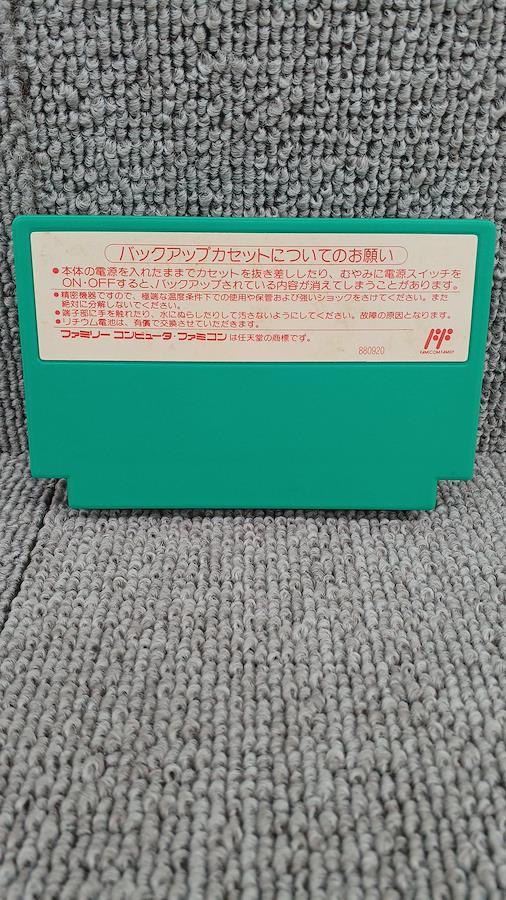 バックアップカセットについてのお願い
●本体の電源を入れたままでカセットを抜き差ししたり、むやみに電源スイッチを
ON・OFFすると、バックアップされている内容が消えてしまうことがあります。
●精密機器ですので、極端な温度条件下での使用や保管および強いショックをさけてください。また
絶対に分解しないでください。
●端子部に手を触れたり、水にぬらしたりして汚さないようにしてください。故障の原因となります。
●リチウム電池は、有償で交換させていただきます。
ファミリーコンピュータ・ファミコンは任天堂の商標です。
880920
FAMICOM FAMILY